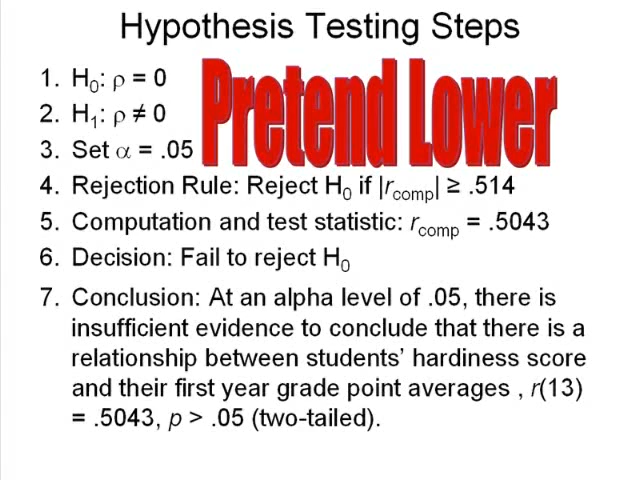 Hypothesis Testing Steps
1. H₀: ρ = 0
2. H₁: ρ ≠ 0
3. Set α = .05
Pretend Lower
4. Rejection Rule: Reject H₀ if |rcomp| ≥ .514
5. Computation and test statistic: rcomp = .5043
6. Decision: Fail to reject H₀
7. Conclusion: At an alpha level of .05, there is
insufficient evidence to conclude that there is a
relationship between students’ hardiness score
and their first year grade point averages , r(13)
= .5043, p > .05 (two-tailed).